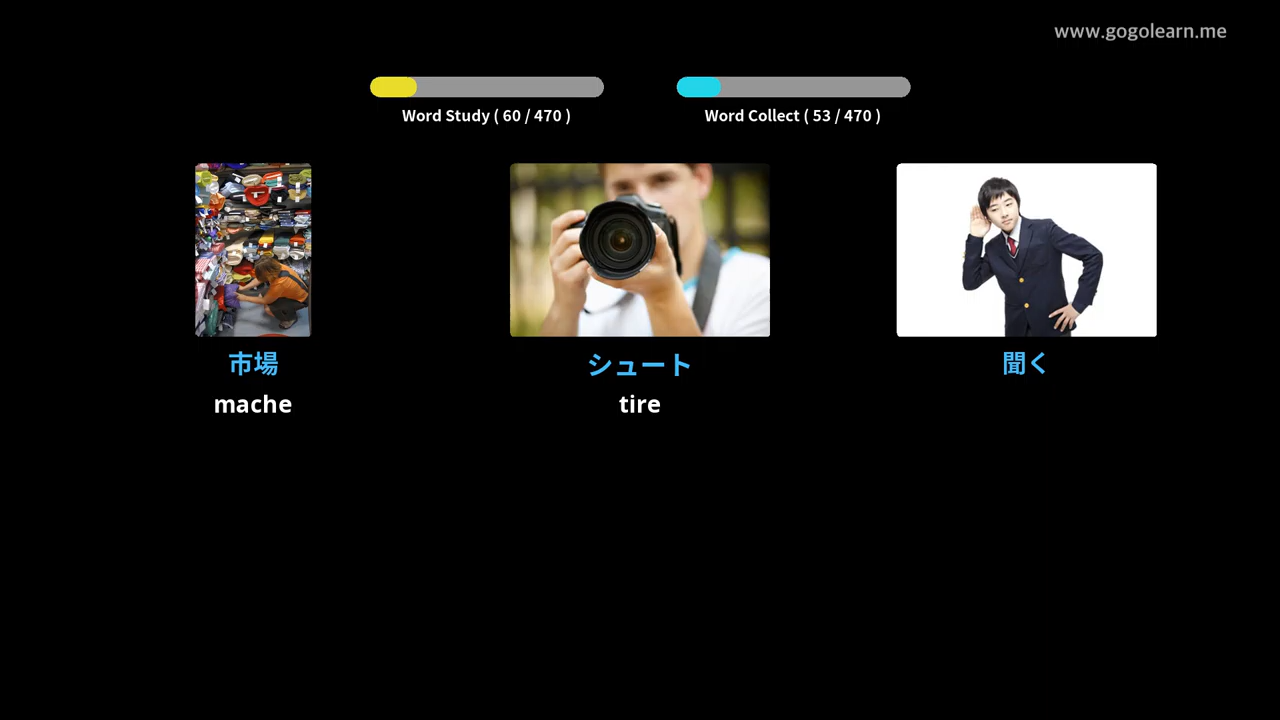 www.gogolearn.me
Word Study ( 60 / 470 )
Word Collect ( 53 / 470 )
市場
シュート
聞く
mache
tire